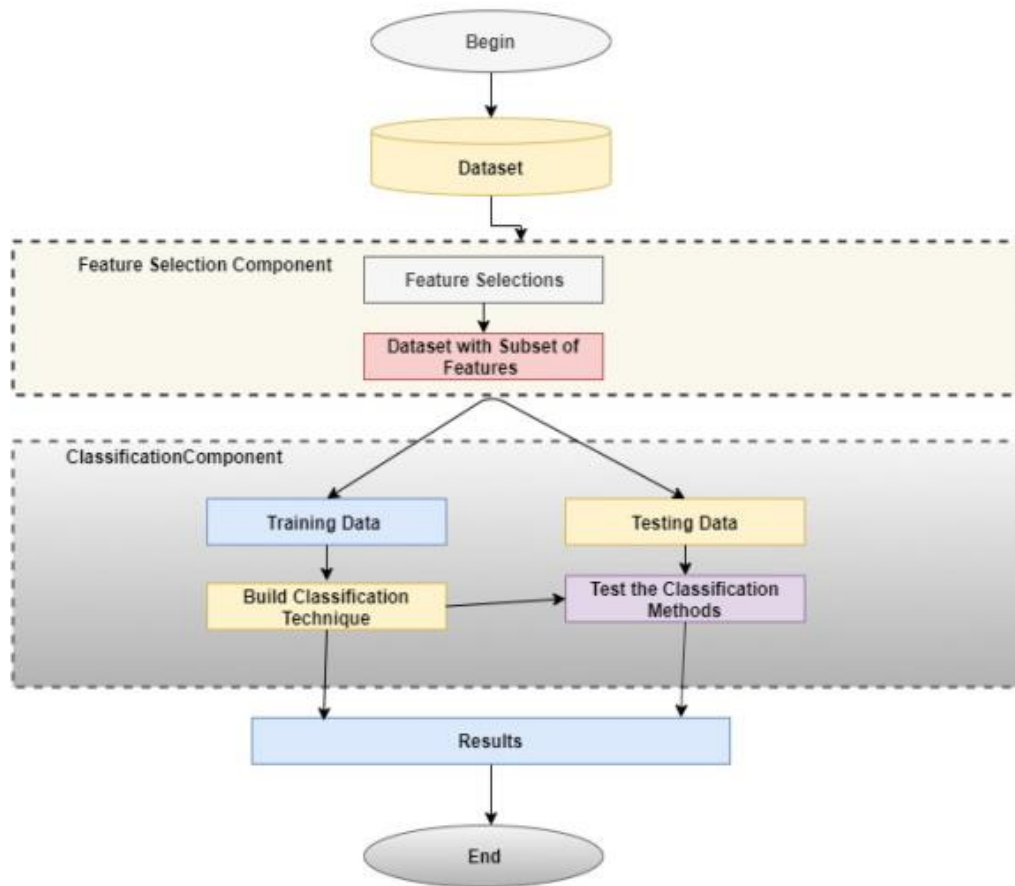 Begin
Dataset
Feature Selection Component
Feature Selections
Dataset with Subset of
Features
ClassificationComponent
Training Data
Testing Data
Build Classification
Technique
Test the Classification
Methods
Results
End